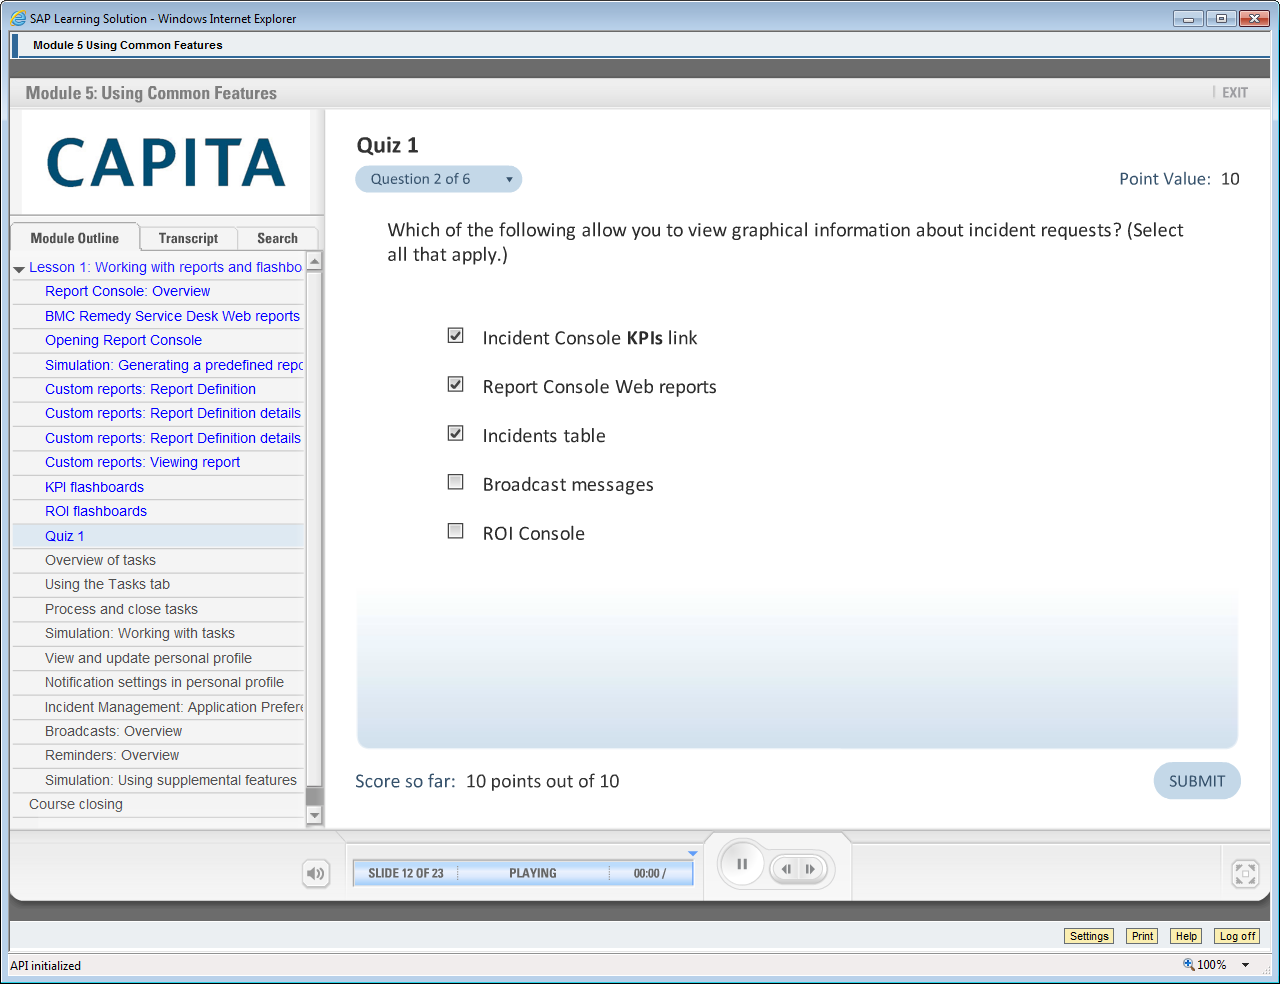 SAP Learning Solution - Windows Internet Explorer
Module 5 Using Common Features
Module 5: Using Common Features
EXIT
CAPITA
Module Outline
Transcript
Search
Lesson 1: Working with reports and flashbo
Report Console: Overview
BMC Remedy Service Desk Web reports
Opening Report Console
Simulation: Generating a predefined repo
Custom reports: Report Definition
Custom reports: Report Definition details
Custom reports: Report Definition details
Custom reports: Viewing report
KPI flashboards
ROI flashboards
Quiz 1
Overview of tasks
Using the Tasks tab
Process and close tasks
Simulation: Working with tasks
View and update personal profile
Notification settings in personal profile
Incident Management: Application Prefere
Broadcasts: Overview
Reminders: Overview
Simulation: Using supplemental features
Course closing
Quiz 1
Question 2 of 6
Point Value: 10
Which of the following allow you to view graphical information about incident requests? (Select
all that apply.)
Incident Console KPIs link
Report Console Web reports
Incidents table
Broadcast messages
ROI Console
Score so far: 10 points out of 10
SUBMIT
SLIDE 12 OF 23
PLAYING
00:00 /
Settings
Print
Help
Log off
API initialized
100%